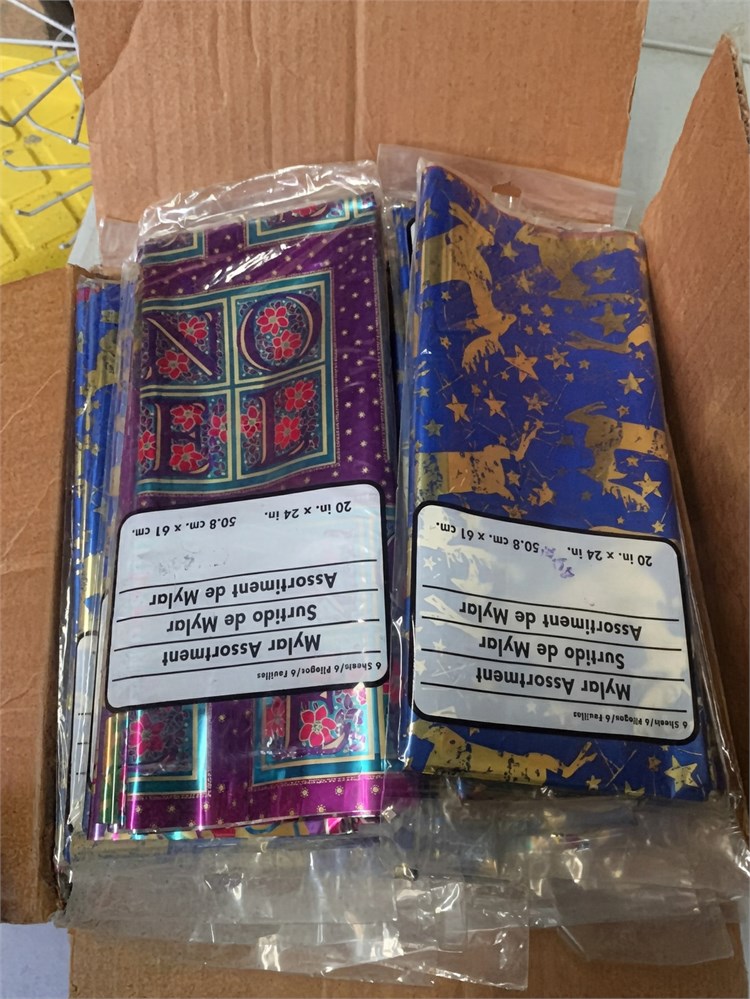 NO
EL
6 Sheets/6 Pliegos/6 Feuilles
Mylar Assortment
Surtido de Mylar
Assortiment de Mylar
20 in. x 24 in. 50.8 cm. x 61 cm.
6 Sheets/6 Pliegos/6 Feuilles
Mylar Assortment
Surtido de Mylar
Assortiment de Mylar
20 in. x 24 in. 50.8 cm. x 61 cm.